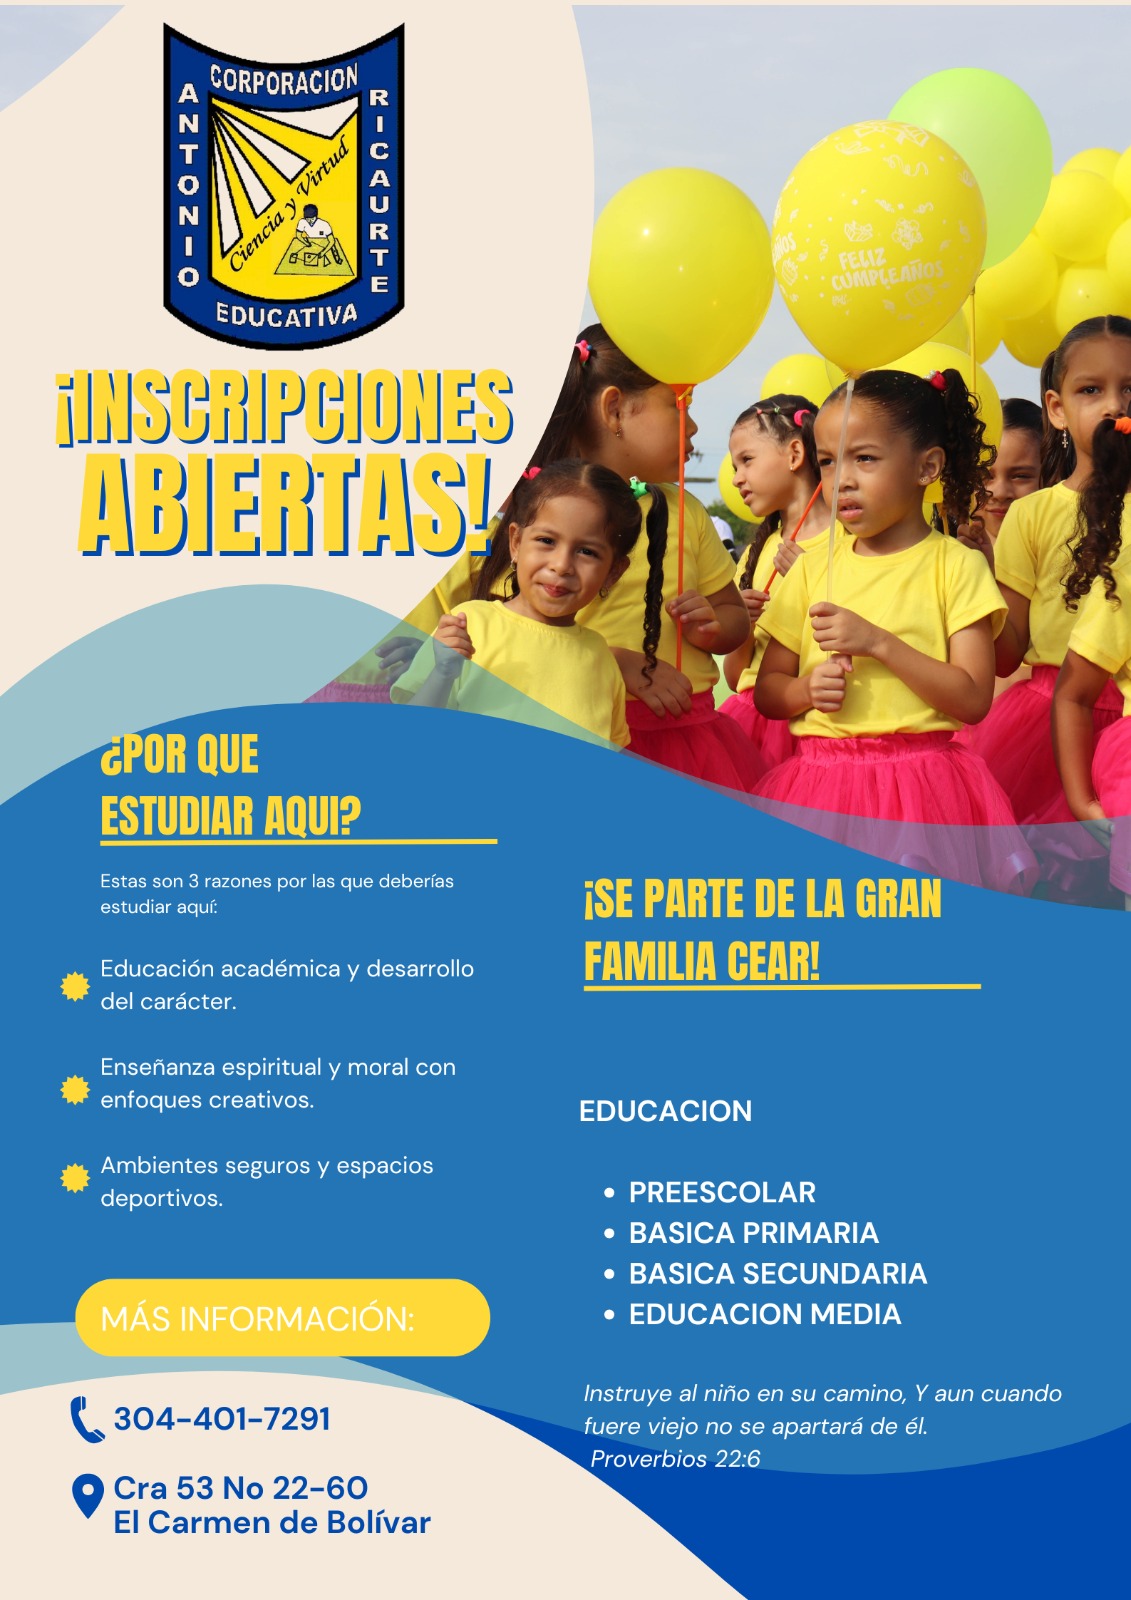 CORPORACION
ANTONIO
RICAURTE
Ciencia y Virtud
EDUCATIVA
FELIZ
CUMPLEAÑOS
¡INSCRIPCIONES
ABIERTAS!
¿POR QUE
ESTUDIAR AQUI?
Estas son 3 razones por las que deberías
estudiar aquí:
Educación académica y desarrollo
del carácter.
Enseñanza espiritual y moral con
enfoques creativos.
Ambientes seguros y espacios
deportivos.
MÁS INFORMACIÓN:
304-401-7291
Cra 53 No 22-60
El Carmen de Bolívar
¡SE PARTE DE LA GRAN
FAMILIA CEAR!
EDUCACION
• PREESCOLAR
• BASICA PRIMARIA
• BASICA SECUNDARIA
• EDUCACION MEDIA
Instruye al niño en su camino, Y aun cuando
fuere viejo no se apartará de él.
Proverbios 22:6